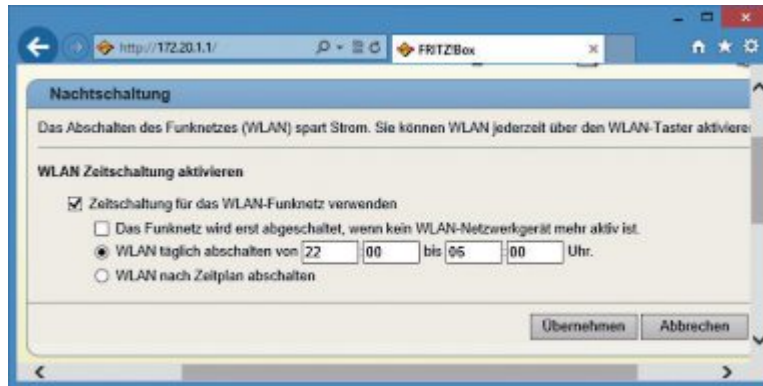 http://172.20.1.1/
FRITZ!Box
Nachtschaltung
Das Abschalten des Funknetzes (WLAN) spart Strom. Sie können WLAN jederzeit über den WLAN-Taster aktiviere
WLAN Zeitschaltung aktivieren
Zeitschaltung für das WLAN-Funknetz verwenden
Das Funknetz wird erst abgeschaltet, wenn kein WLAN-Netzwerkgerät mehr aktiv ist.
WLAN täglich abschalten von 22 :00 bis 06 :00 Uhr.
WLAN nach Zeitplan abschalten
Übernehmen Abbrechen